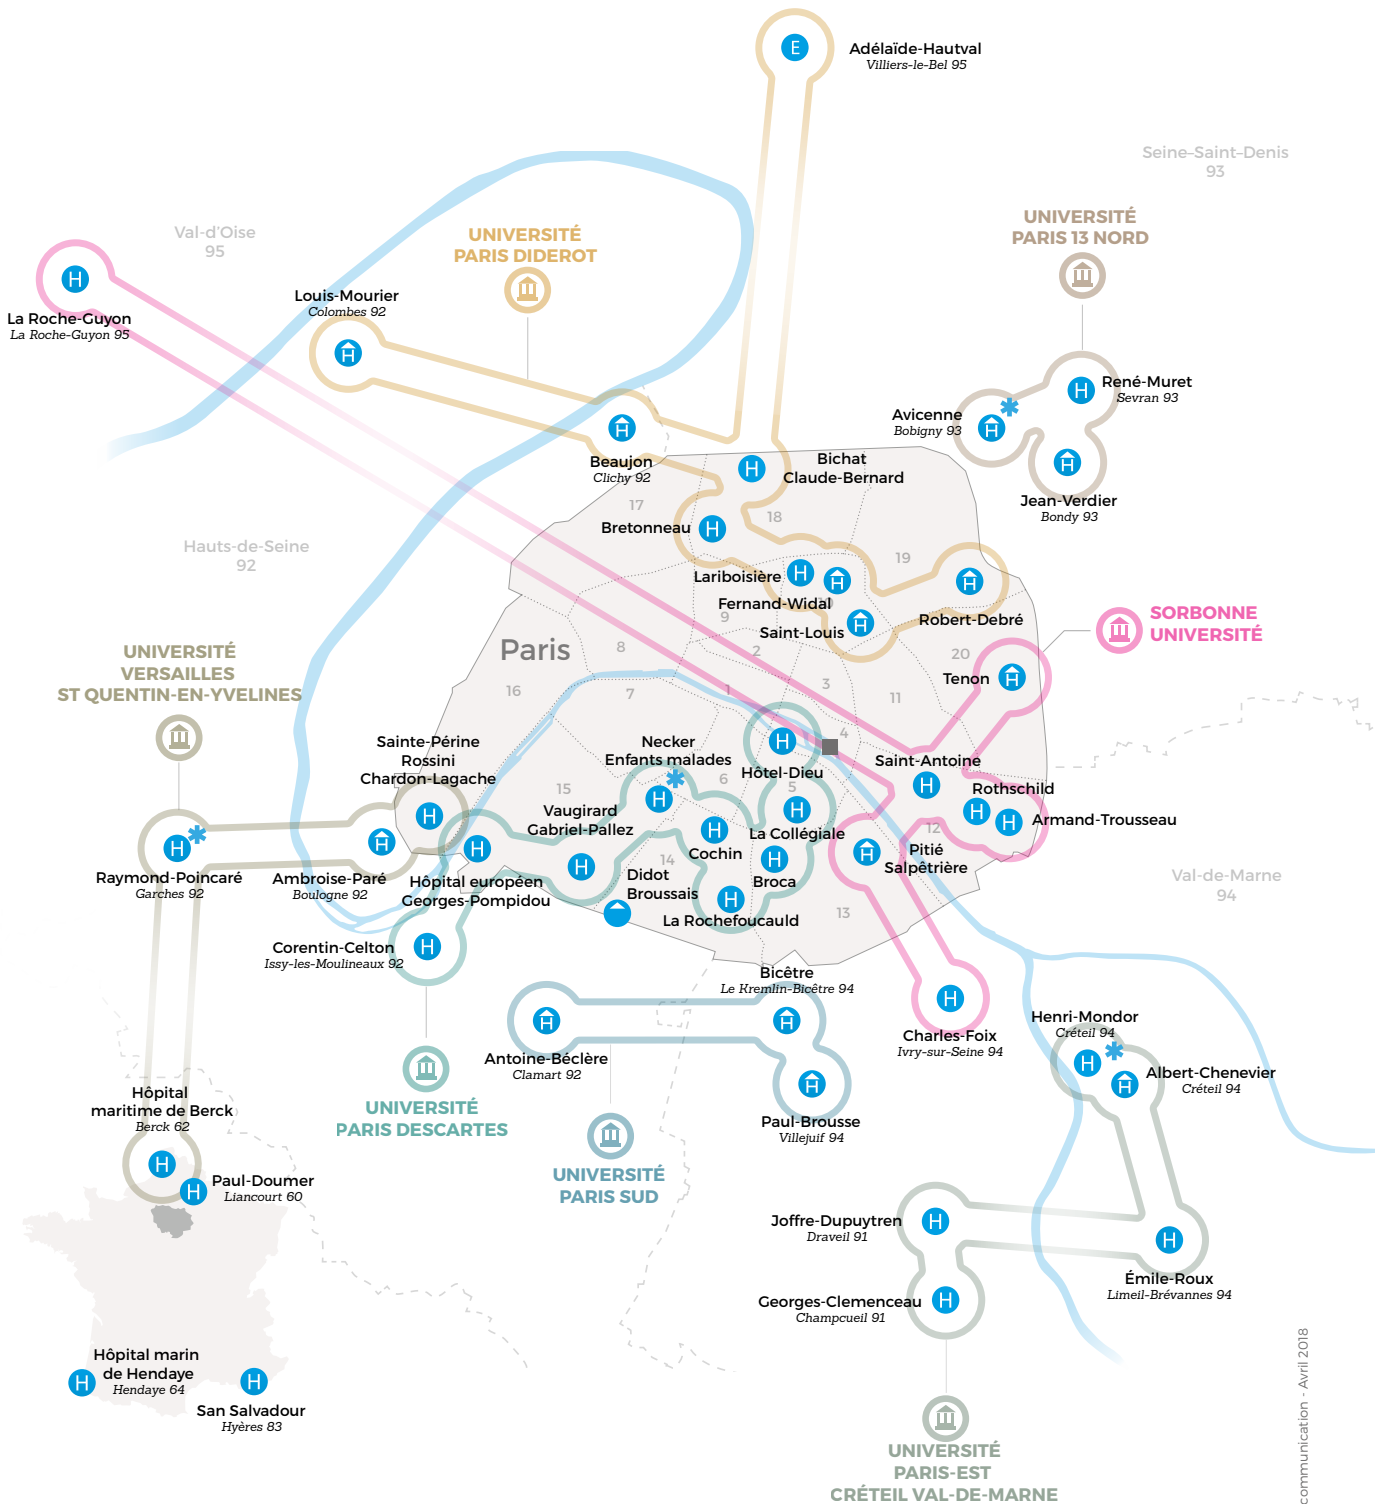 E
Adélaïde-Hautval
Villiers-le-Bel 95
Seine-Saint-Denis
93
Val-d'Oise
95
UNIVERSITÉ
PARIS DIDEROT
UNIVERSITÉ
PARIS 13 NORD
H
La Roche-Guyon
La Roche-Guyon 95
Louis-Mourier
Colombes 92
H
H
René-Muret
Sevran 93
Avicenne
Bobigny 93
H
H
Beaujon
Clichy 92
H
Bichat
Claude-Bernard
H
Jean-Verdier
Bondy 93
17
18
Bretonneau
H
Hauts-de-Seine
92
19
Lariboisière
H
H
Fernand-Widal
10
H
Robert-Debré
9
Saint-Louis
H
SORBONNE
UNIVERSITÉ
Paris
8
2
20
UNIVERSITÉ
VERSAILLES
ST QUENTIN-EN-YVELINES
16
7
1
3
11
Tenon
H
4
Sainte-Périne
Rossini
Chardon-Lagache
H
Necker
Enfants malades
H
H
Hôtel-Dieu
Saint-Antoine
H
6
5
15
Rothschild
H
Vaugirard
Gabriel-Pallez
H
H
La Collégiale
H
Armand-Trousseau
12
H
Raymond-Poincaré
Garches 92
H
Ambroise-Paré
Boulogne 92
H
Hôpital européen
Georges-Pompidou
14
Cochin
H
Broca
H
H
Pitié
Salpêtrière
Val-de-Marne
94
Didot
Broussais
H
La Rochefoucauld
13
Corentin-Celton
Issy-les-Moulineaux 92
H
Bicêtre
Le Kremlin-Bicêtre 94
H
H
Antoine-Béclère
Clamart 92
H
Charles-Foix
Ivry-sur-Seine 94
Henri-Mondor
Créteil 94
H
H
Albert-Chenevier
Créteil 94
H
Paul-Brousse
Villejuif 94
UNIVERSITÉ
PARIS DESCARTES
Hôpital
maritime de Berck
Berck 62
H
H
Paul-Doumer
Liancourt 60
UNIVERSITÉ
PARIS SUD
Joffre-Dupuytren
Draveil 91
H
H
Émile-Roux
Limeil-Brévannes 94
Georges-Clemenceau
Champcueil 91
H
Hôpital marin
de Hendaye
Hendaye 64
H
H
San Salvadour
Hyères 83
UNIVERSITÉ
PARIS-EST
CRÉTEIL VAL-DE-MARNE
communication - Avril 2018